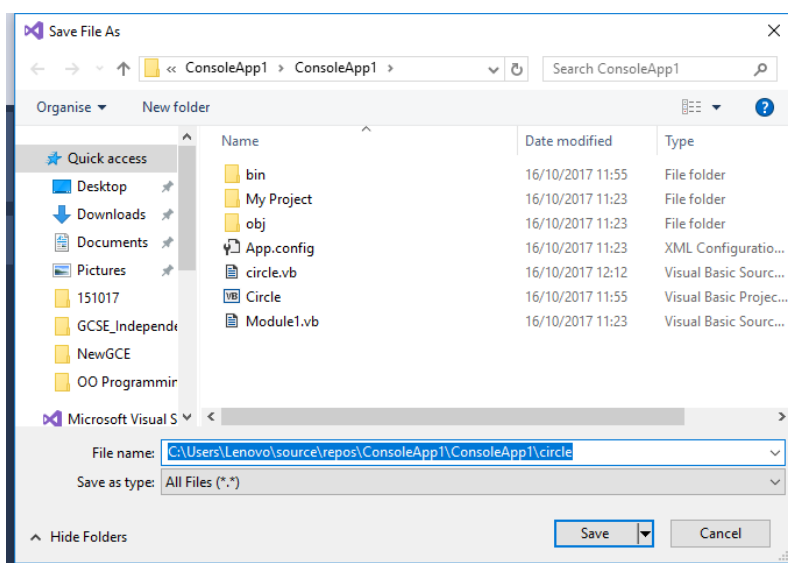 Save File As
« ConsoleApp1 › ConsoleApp1 ›
Search ConsoleApp1
Organise
New folder
Name Date modified Type
Quick access
Desktop
Downloads
Documents
Pictures
151017
GCSE_Independe
NewGCE
OO Programmin
Microsoft Visual S
bin 16/10/2017 11:55 File folder
My Project 16/10/2017 11:23 File folder
obj 16/10/2017 11:23 File folder
App.config 16/10/2017 11:23 XML Configuratio...
circle.vb 16/10/2017 12:12 Visual Basic Sourc...
VB Circle 16/10/2017 11:55 Visual Basic Projec...
Module1.vb 16/10/2017 11:23 Visual Basic Sourc...
File name: C:\Users\Lenovo\source\repos\ConsoleApp1\ConsoleApp1\circle
Save as type: All Files (*.*)
Hide Folders
Save
Cancel